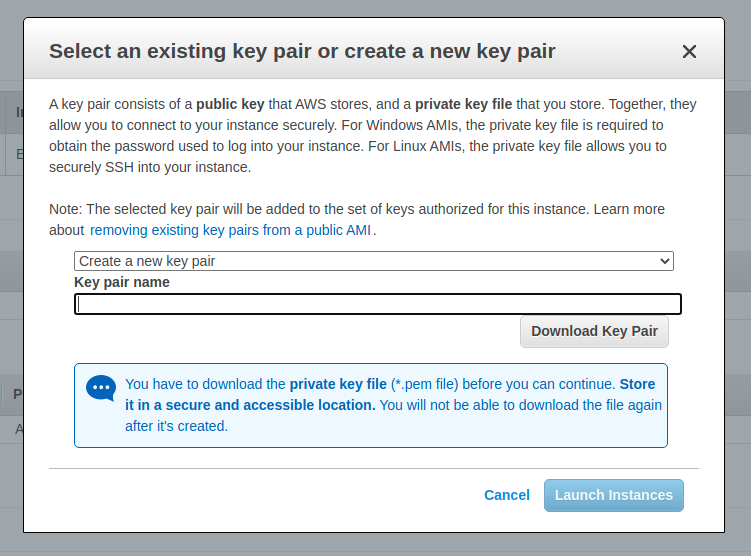 Select an existing key pair or create a new key pair
A key pair consists of a public key that AWS stores, and a private key file that you store. Together, they
allow you to connect to your instance securely. For Windows AMIs, the private key file is required to
obtain the password used to log into your instance. For Linux AMIs, the private key file allows you to
securely SSH into your instance.
Note: The selected key pair will be added to the set of keys authorized for this instance. Learn more
about removing existing key pairs from a public AMI.
Create a new key pair
Key pair name
Download Key Pair
You have to download the private key file (*.pem file) before you can continue. Store
it in a secure and accessible location. You will not be able to download the file again
after it's created.
Cancel
Launch Instances